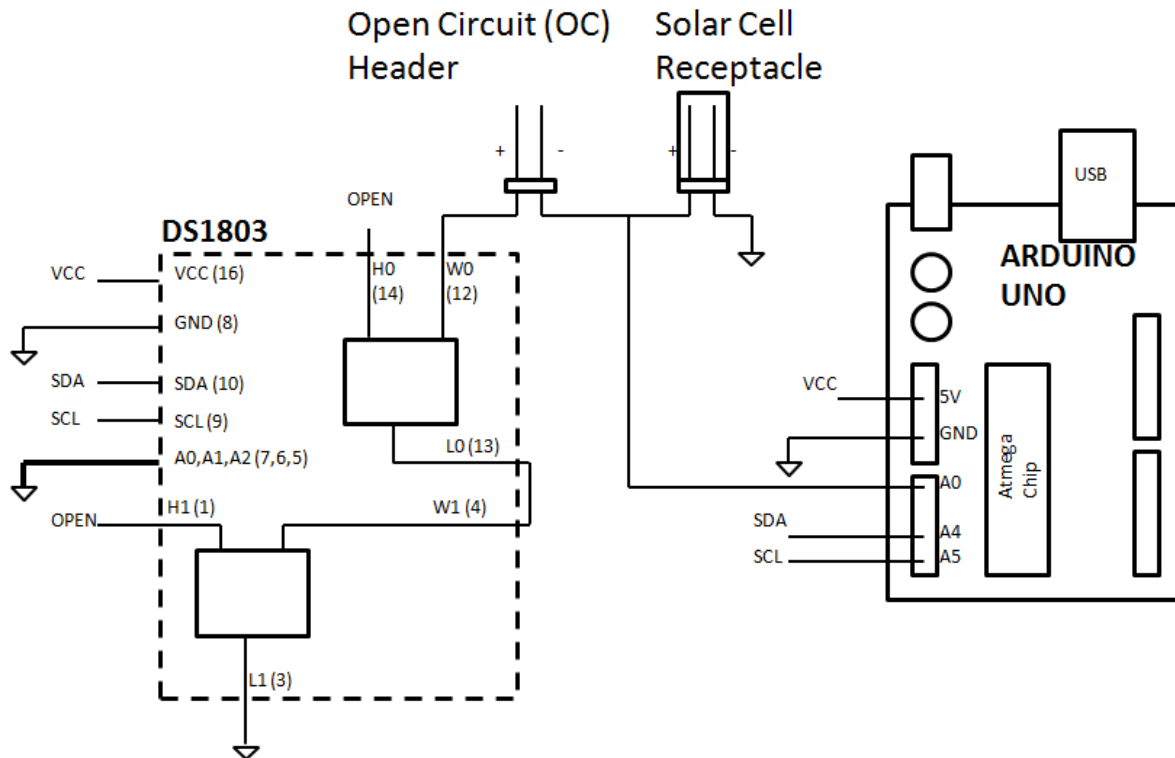 Open Circuit (OC)
Header
Solar Cell
Receptacle
+
-
+
-
USB
OPEN
DS1803
ARDUINO
UNO
VCC
VCC (16)
H0
(14)
W0
(12)
GND (8)
SDA
SDA (10)
SCL
SCL (9)
A0,A1,A2 (7,6,5)
L0 (13)
OPEN
H1 (1)
W1 (4)
L1 (3)
VCC
5V
GND
A0
SDA
A4
SCL
A5
Atmega
Chip